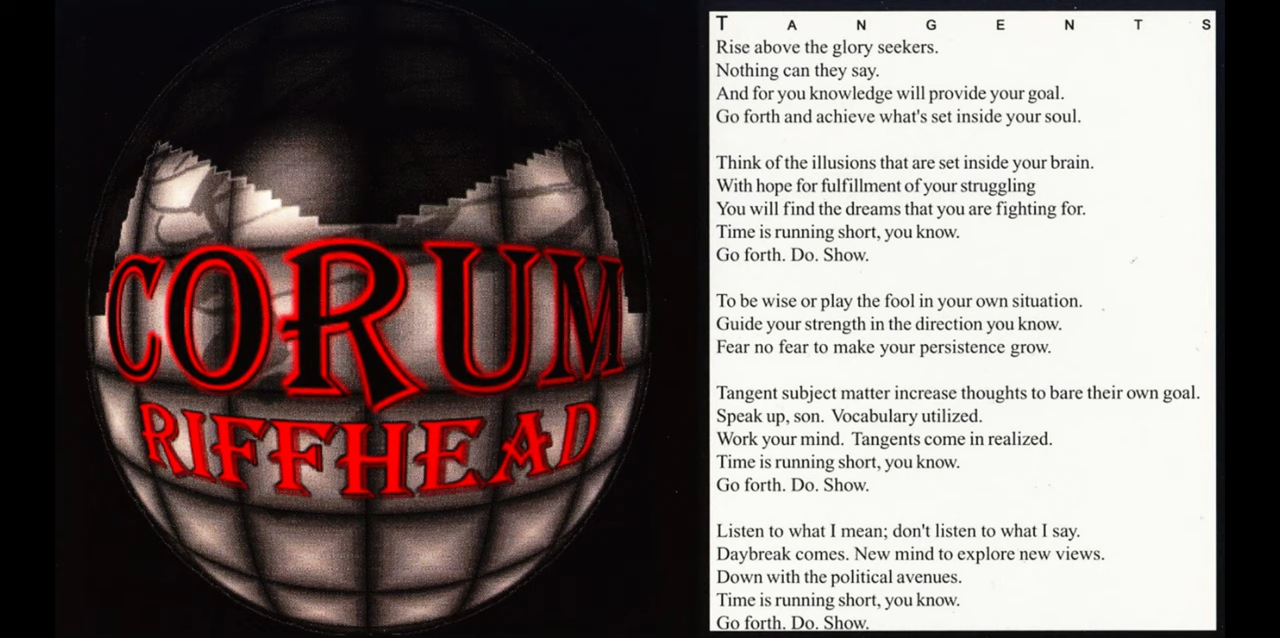 CORUM
RIFFHEAD
TANGENTS
Rise above the glory seekers.
Nothing can they say.
And for you knowledge will provide your goal.
Go forth and achieve what's set inside your soul.
Think of the illusions that are set inside your brain.
With hope for fulfillment of your struggling
You will find the dreams that you are fighting for.
Time is running short, you know.
Go forth. Do. Show.
To be wise or play the fool in your own situation.
Guide your strength in the direction you know.
Fear no fear to make your persistence grow.
Tangent subject matter increase thoughts to bare their own goal.
Speak up, son. Vocabulary utilized.
Work your mind. Tangents come in realized.
Time is running short, you know.
Go forth. Do. Show.
Listen to what I mean; don't listen to what I say.
Daybreak comes. New mind to explore new views.
Down with the political avenues.
Time is running short, you know.
Go forth. Do. Show.